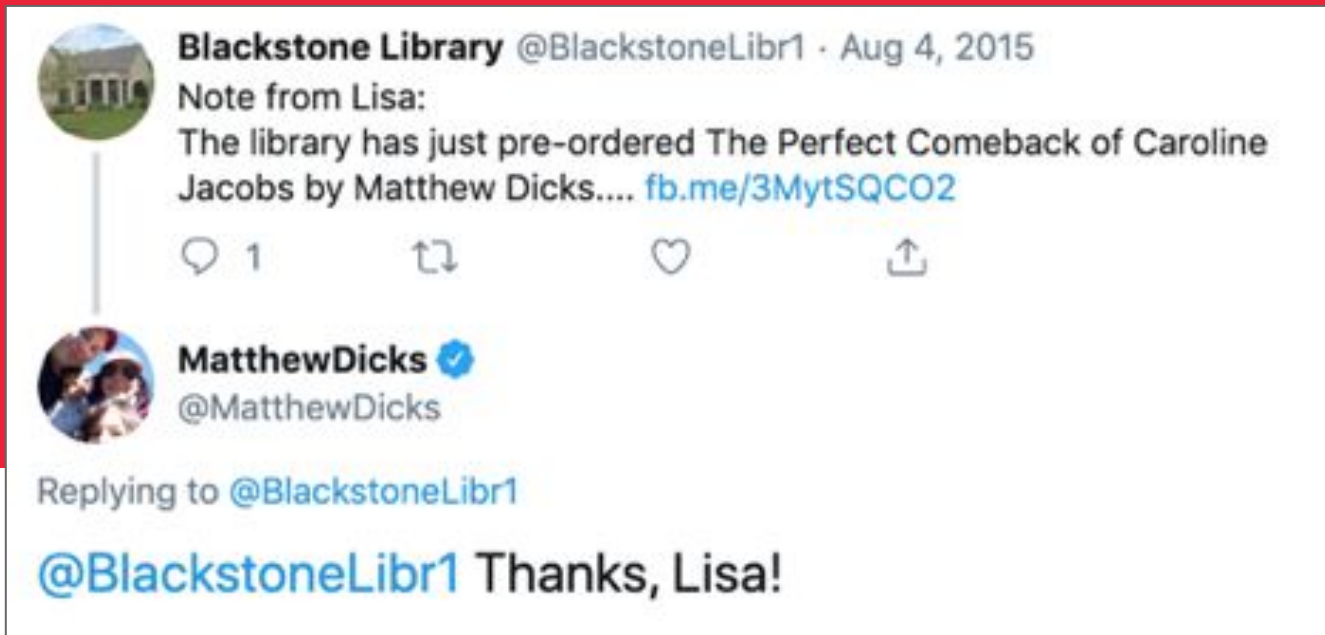 Blackstone Library @BlackstoneLibr1 · Aug 4, 2015
Note from Lisa:
The library has just pre-ordered The Perfect Comeback of Caroline
Jacobs by Matthew Dicks.... fb.me/3MytSQCO2
1
MatthewDicks
@MatthewDicks
Replying to @BlackstoneLibr1
@BlackstoneLibr1 Thanks, Lisa!